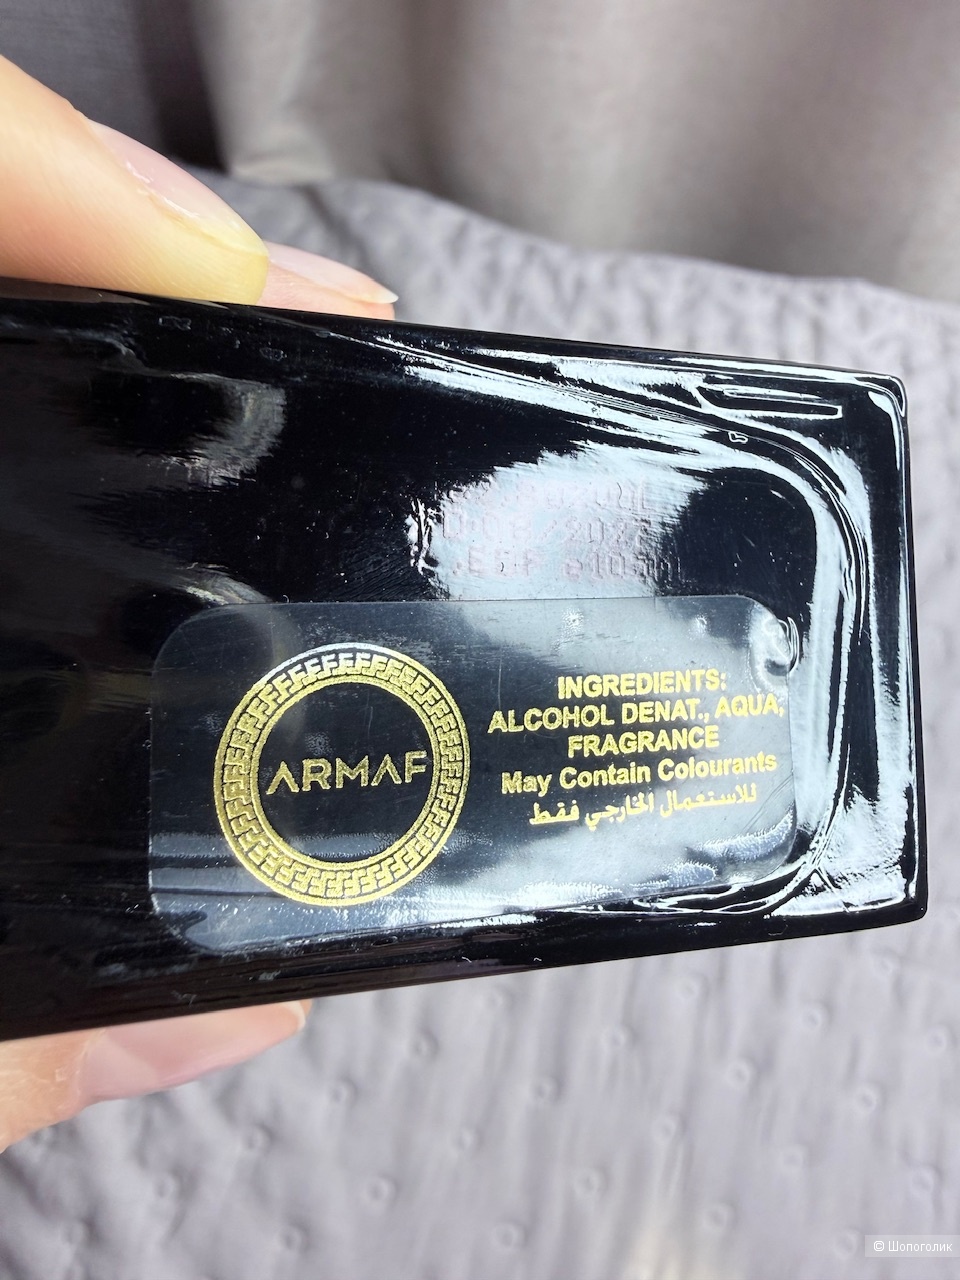 ARMAF
INGREDIENTS:
ALCOHOL DENAT., AQUA,
FRAGRANCE
May Contain Colourants
للاستعمال الخارجي فقط
© Шопоголик